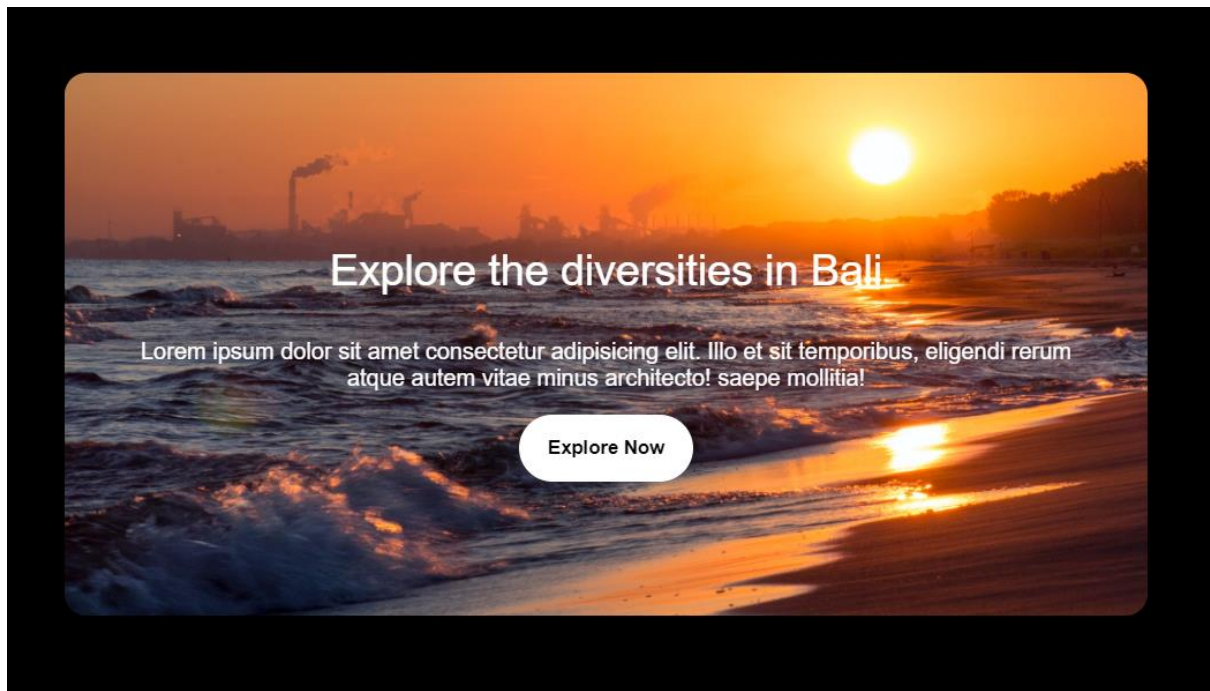 Explore the diversities in Bali
Lorem ipsum dolor sit amet consectetur adipisicing elit. Illo et sit temporibus, eligendi rerum
atque autem vitae minus architecto! saepe mollitia!
Explore Now